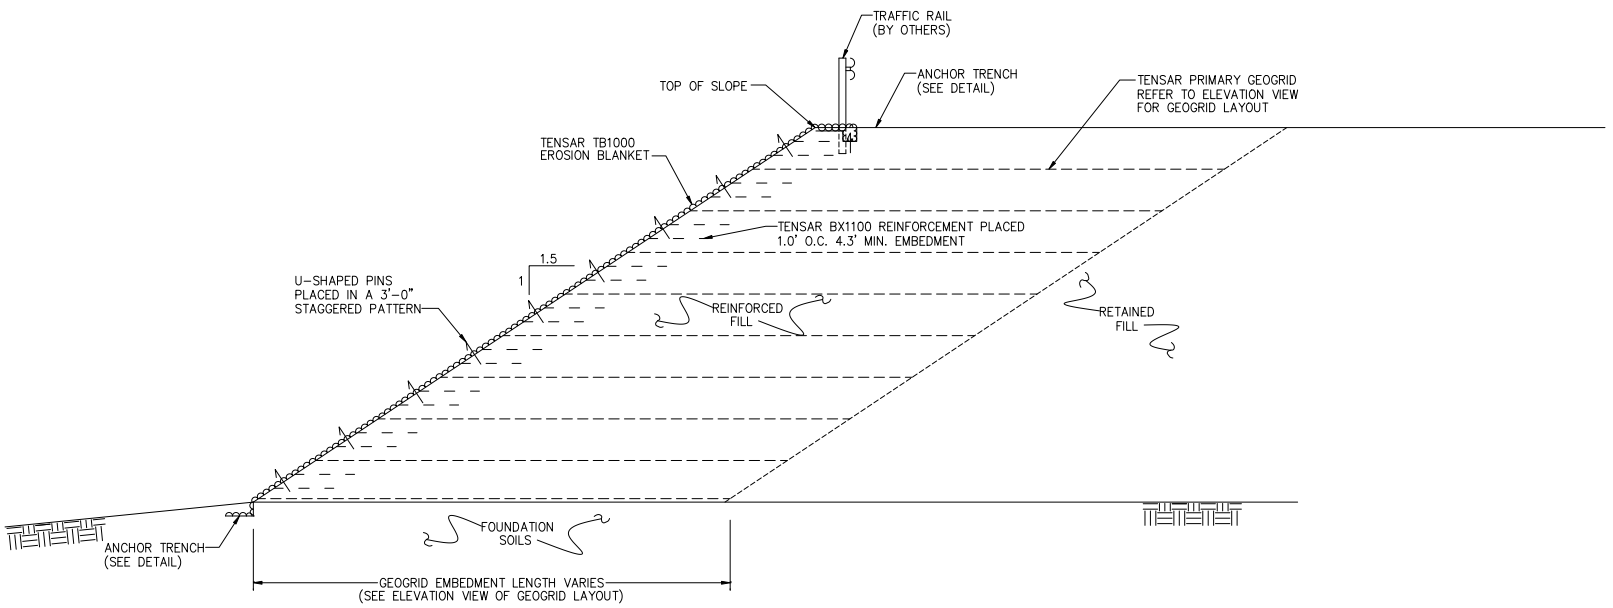 TRAFFIC RAIL
(BY OTHERS)
TOP OF SLOPE
ANCHOR TRENCH
(SEE DETAIL)
TENSAR PRIMARY GEOGRID
REFER TO ELEVATION VIEW
FOR GEOGRID LAYOUT
TENSAR TB1000
EROSION BLANKET
TENSAR BX1100 REINFORCEMENT PLACED
1.0' O.C. 4.3' MIN. EMBEDMENT
1.5
1
U-SHAPED PINS
PLACED IN A 3'-0"
STAGGERED PATTERN
REINFORCED
FILL
RETAINED
FILL
FOUNDATION
SOILS
ANCHOR TRENCH
(SEE DETAIL)
GEOGRID EMBEDMENT LENGTH VARIES
(SEE ELEVATION VIEW OF GEOGRID LAYOUT)